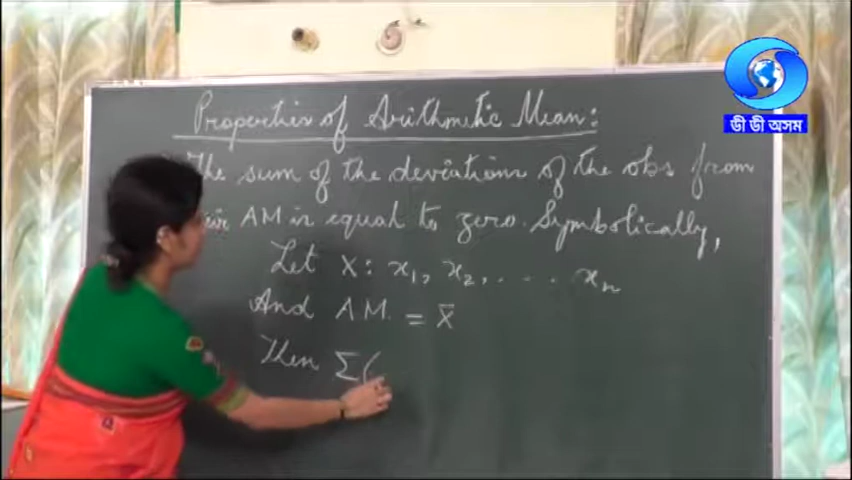 Properties of Arithmetic Mean:
The sum of the deviations of the obs from
AM is equal to zero. Symbolically,
Let X: x₁, x₂, . . . . xₙ
And AM = X̄
Then Σ(
ডী ডী অসম